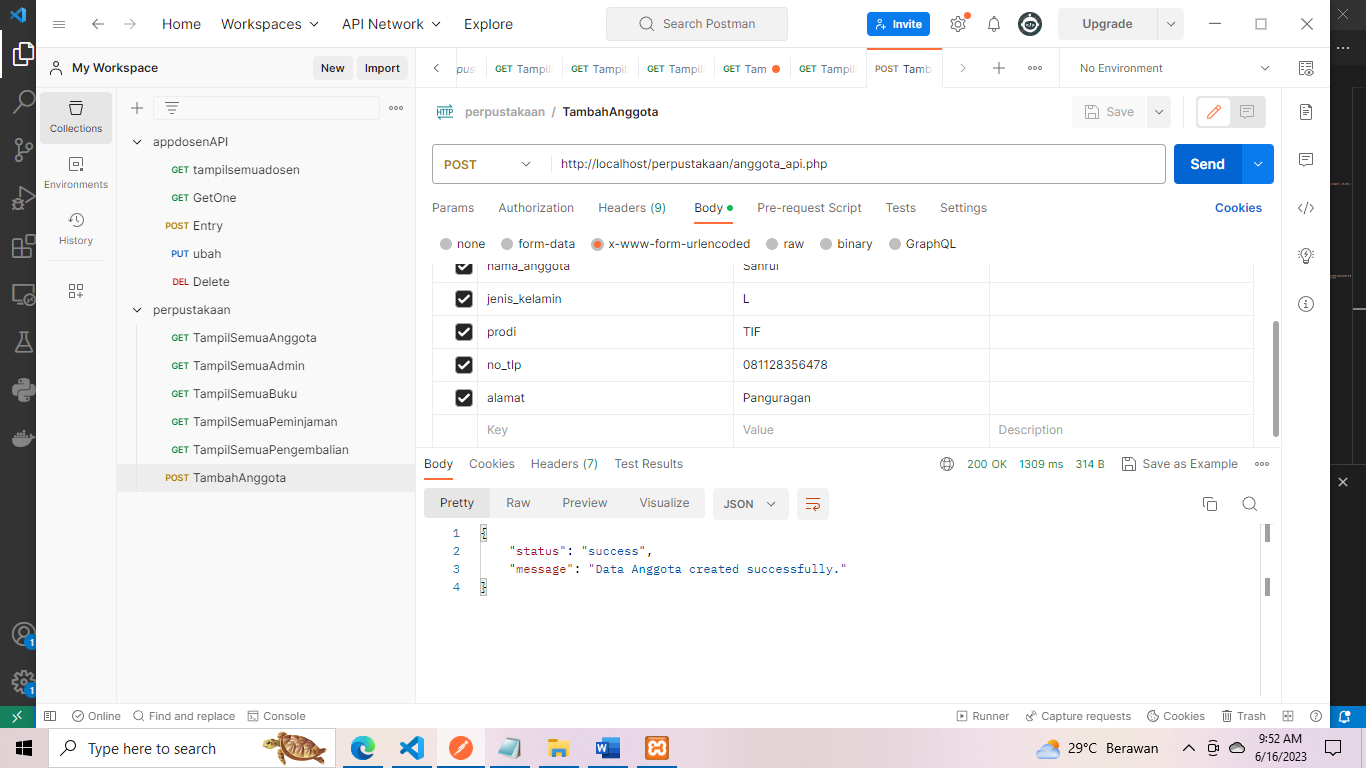 Home Workspaces API Network Explore Search Postman Invite Upgrade
My Workspace New Import
GET Tampil GET Tampil GET Tampil GET Tam GET Tampil POST Tamb No Environment
Collections
Environments
History
appdosenAPI
GET tampilsemuadosen
GET GetOne
POST Entry
PUT ubah
DEL Delete
perpustakaan
GET TampilSemuaAnggota
GET TampilSemuaAdmin
GET TampilSemuaBuku
GET TampilSemuaPeminjaman
GET TampilSemuaPengembalian
POST TambahAnggota
HTTP perpustakaan / TambahAnggota Save
POST http://localhost/perpustakaan/anggota_api.php Send
Params Authorization Headers (9) Body Pre-request Script Tests Settings Cookies
none form-data x-www-form-urlencoded raw binary GraphQL
nama_anggota Sahrul
jenis_kelamin L
prodi TIF
no_tlp 081128356478
alamat Panguragan
Key Value Description
Body Cookies Headers (7) Test Results 200 OK 1309 ms 314 B Save as Example
Pretty Raw Preview Visualize JSON
1 {
2 "status": "success",
3 "message": "Data Anggota created successfully."
4 }
Online Find and replace Console Runner Capture requests Cookies Trash
1
1
Type here to search 29°C Berawan 9:52 AM
6/16/2023